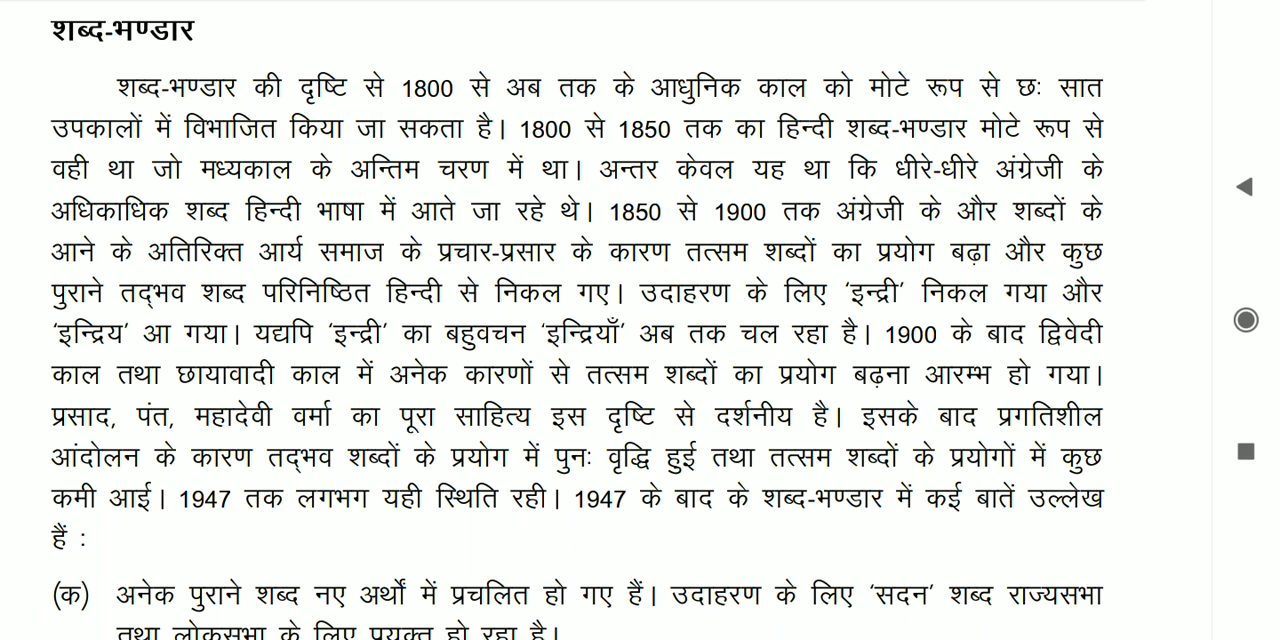 शब्द-भण्डार
शब्द-भण्डार की दृष्टि से 1800 से अब तक के आधुनिक काल को मोटे रूप से छः सात
उपकालों में विभाजित किया जा सकता है। 1800 से 1850 तक का हिन्दी शब्द-भण्डार मोटे रूप से
वही था जो मध्यकाल के अन्तिम चरण में था। अन्तर केवल यह था कि धीरे-धीरे अंग्रेजी के
अधिकाधिक शब्द हिन्दी भाषा में आते जा रहे थे। 1850 से 1900 तक अंग्रेजी के और शब्दों के
आने के अतिरिक्त आर्य समाज के प्रचार-प्रसार के कारण तत्सम शब्दों का प्रयोग बढ़ा और कुछ
पुराने तद्भव शब्द परिनिष्ठित हिन्दी से निकल गए। उदाहरण के लिए ‘इन्द्री’ निकल गया और
‘इन्द्रिय’ आ गया। यद्यपि ‘इन्द्री’ का बहुवचन ‘इन्द्रियाँ’ अब तक चल रहा है। 1900 के बाद द्विवेदी
काल तथा छायावादी काल में अनेक कारणों से तत्सम शब्दों का प्रयोग बढ़ना आरम्भ हो गया।
प्रसाद, पंत, महादेवी वर्मा का पूरा साहित्य इस दृष्टि से दर्शनीय है। इसके बाद प्रगतिशील
आंदोलन के कारण तद्भव शब्दों के प्रयोग में पुनः वृद्धि हुई तथा तत्सम शब्दों के प्रयोगों में कुछ
कमी आई। 1947 तक लगभग यही स्थिति रही। 1947 के बाद के शब्द-भण्डार में कई बातें उल्लेख
हैं :
(क) अनेक पुराने शब्द नए अर्थों में प्रचलित हो गए हैं। उदाहरण के लिए ‘सदन’ शब्द राज्यसभा
तथा लोकसभा के लिए प्रयुक्त हो रहा है।